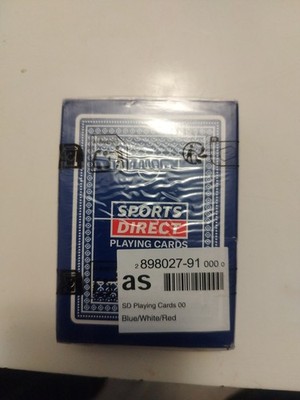 SPORTS
DIRECT
PLAYING CARDS
2 898027-91 000 0
as
SD Playing Cards 00
Blue/White/Red